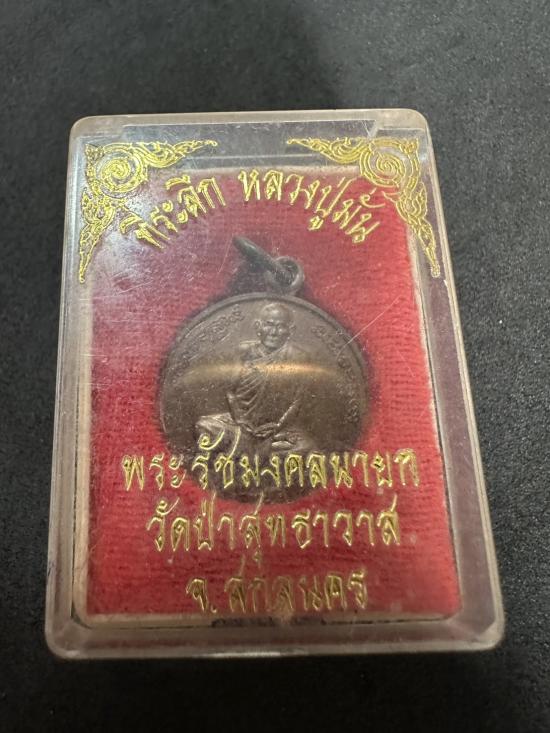 ที่ระลึก หลวงปู่มั่น
พระรัชมงคลนายก
วัดป่าสุทธาวาส
จ.สกลนคร